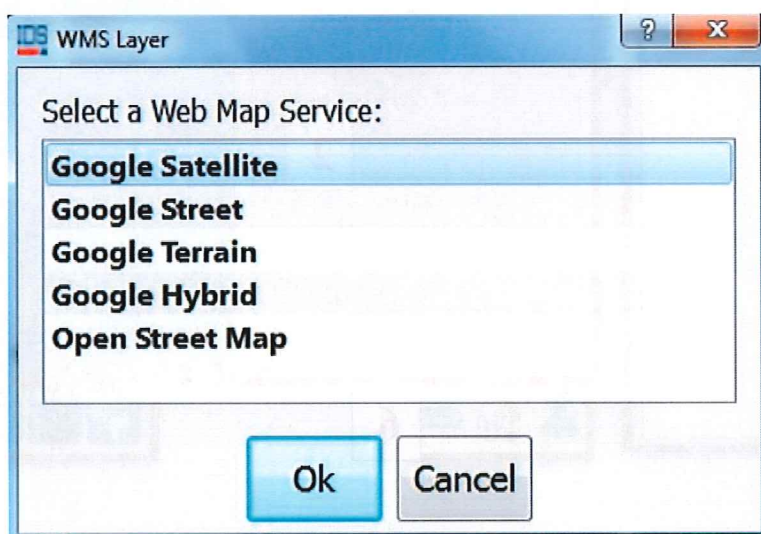 IDS WMS Layer ? X
Select a Web Map Service:
Google Satellite
Google Street
Google Terrain
Google Hybrid
Open Street Map
Ok Cancel